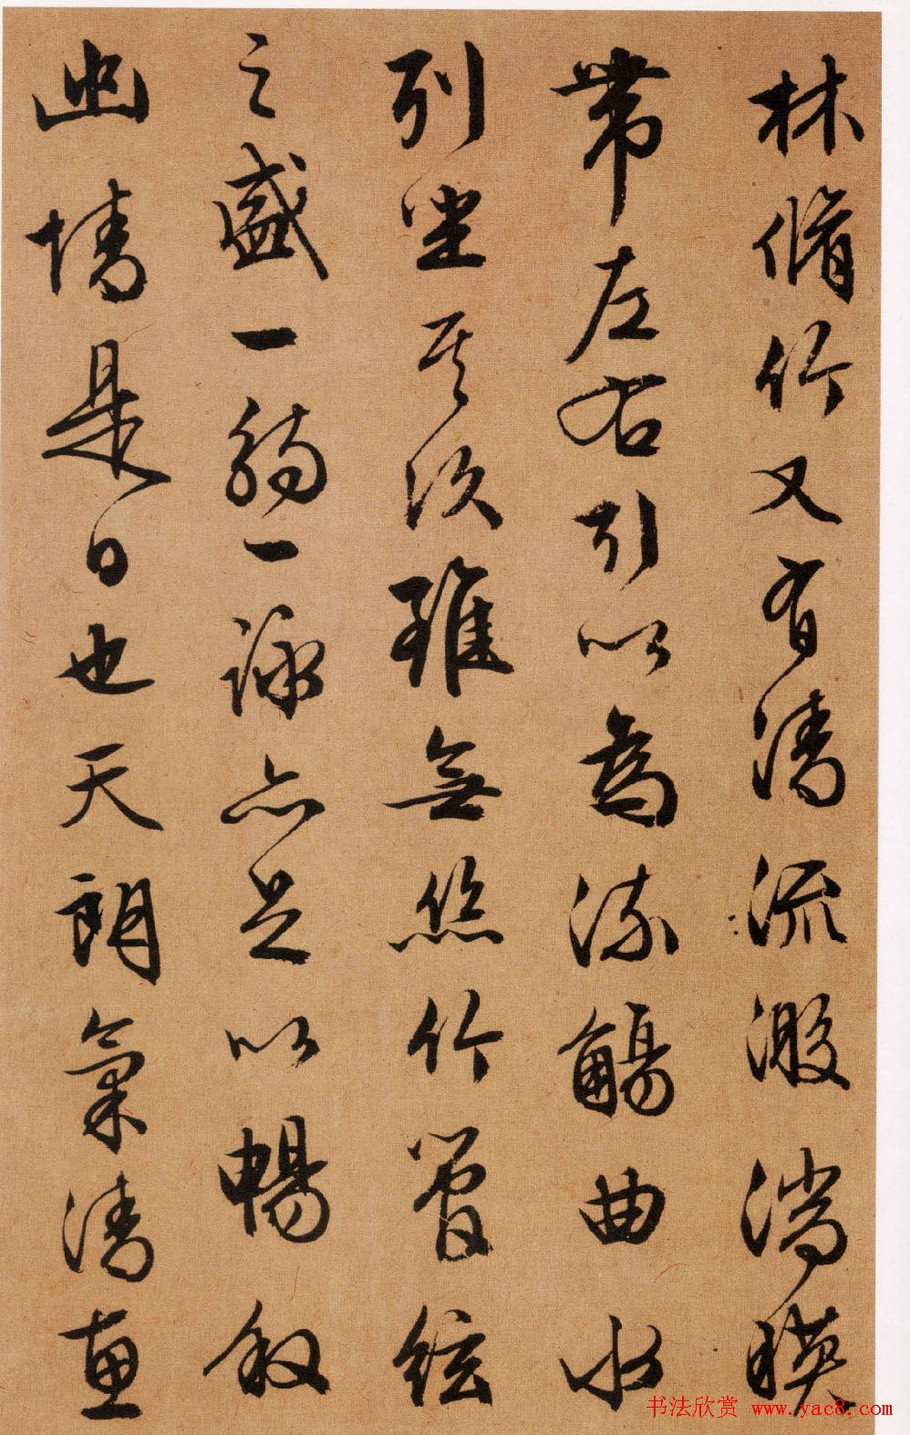 林脩竹又有清流激湍暎
帶左右引以為流觴曲水
列坐其次雖無絲竹管絃
之盛一觴一詠亦足以暢敘
幽情是日也天朗氣清惠
书法欣赏 www.yac8.com